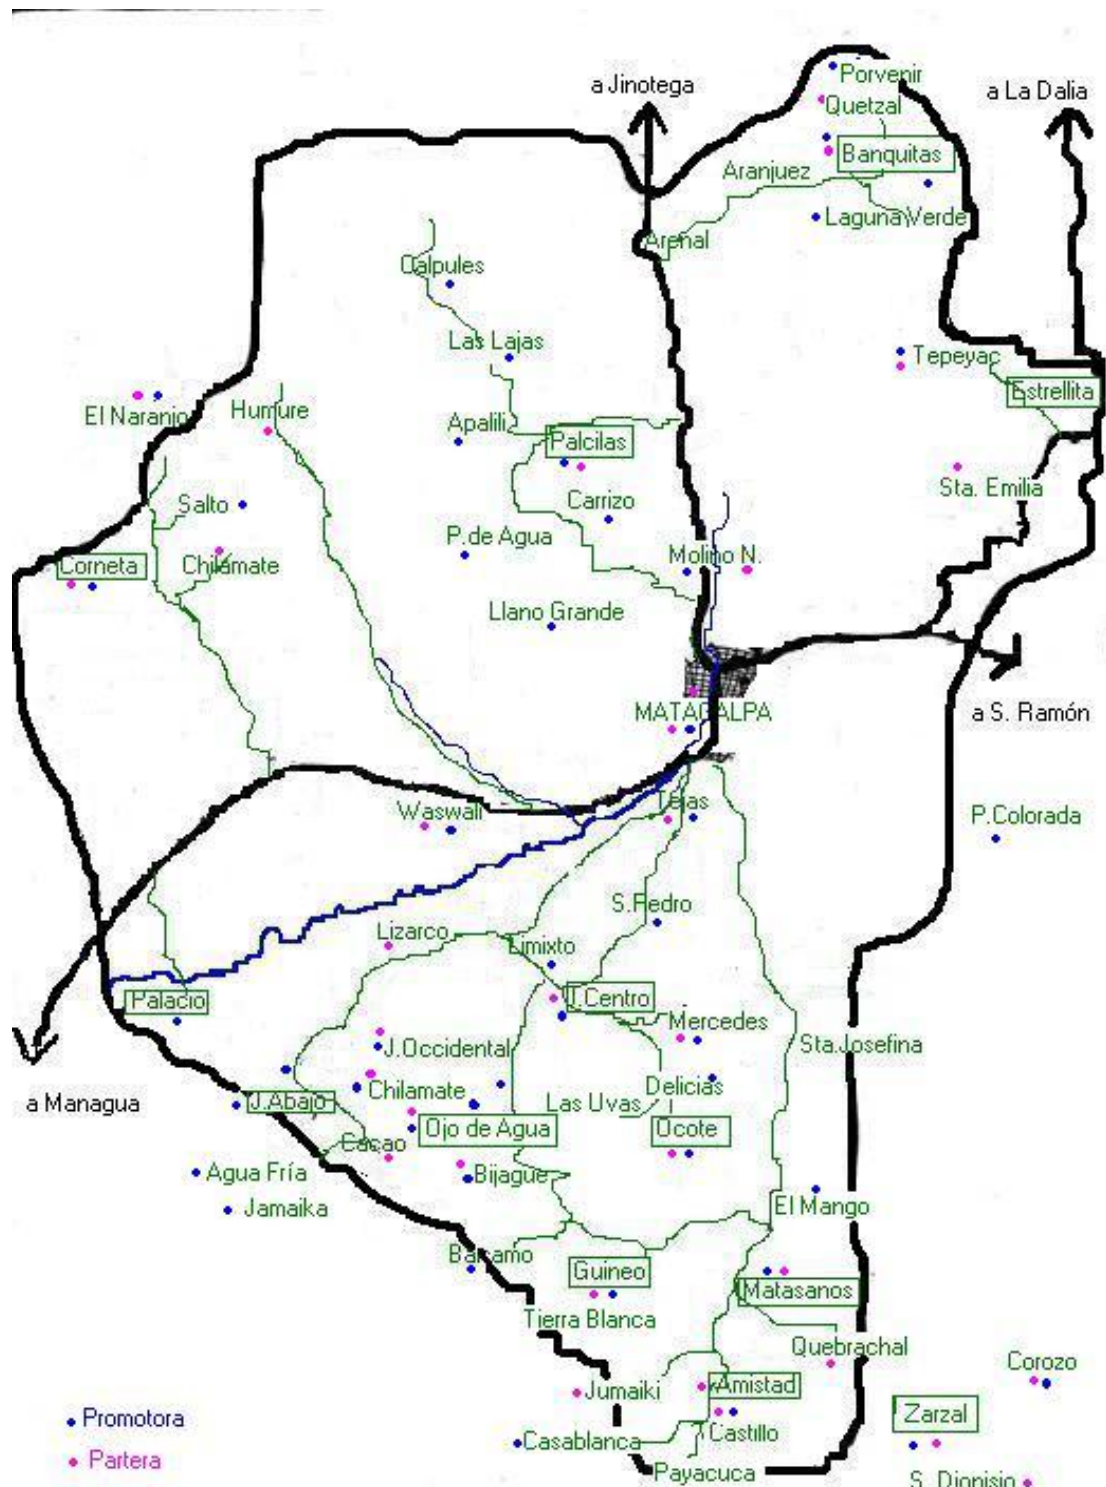 Porvenir
a Jinotega
a La Dalia
Quetzal
Banquitas
Aranjuez
Laguna Verde
Arenal
Calpules
Las Lajas
Tepeyac
Estrellita
El Naranjo
Humure
Apalili
Palcilas
Sta. Emilia
Salto
Carrizo
P.de Agua
Molino N.
Corneta
Chilamate
Llano Grande
MATAGALPA
a S. Ramón
Waswali
Tejas
P.Colorada
S.Pedro
Lizarco
Limixto
Palacio
T.Centro
Mercedes
J.Occidental
Sta.Josefina
Chilamate
Delicias
a Managua
J.Abajo
Las Uvas
Ojo de Agua
Ocote
Cacao
Agua Fría
Bijague
Jamaika
El Mango
Balsamo
Guineo
Matasanos
Tierra Blanca
Quebrachal
Corozo
Jumaiki
Amistad
Promotora
Zarzal
Castillo
Casablanca
Partera
Payacuca
S. Dionisio